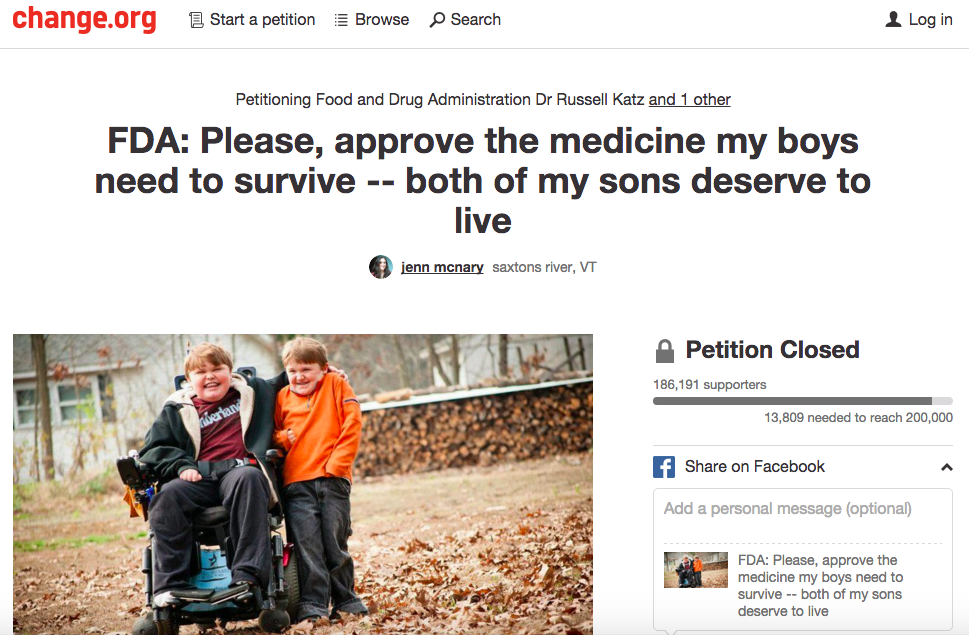 change.org Start a petition Browse Search Log in
Petitioning Food and Drug Administration Dr Russell Katz and 1 other
FDA: Please, approve the medicine my boys
need to survive -- both of my sons deserve to
live
jenn mcnary saxtons river, VT
Petition Closed
186,191 supporters
13,809 needed to reach 200,000
Share on Facebook
Add a personal message (optional)
FDA: Please, approve the
medicine my boys need to
survive -- both of my sons
deserve to live